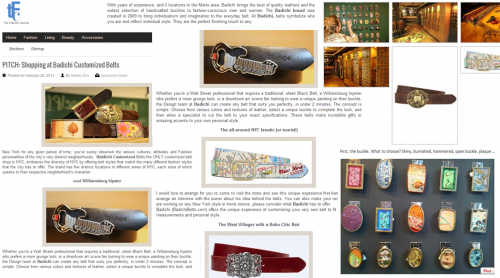 The Fashion Central
Home Fashion Living Beauty Accessories
Business Sitemap
PITCH: Shopping at Badichi Customized Belts
Posted on February 25, 2013 By Accessories news
New York for any given period of time, you're surely observed the various cultures, attitudes and Fashion
personalities of the city's very distinct neighborhoods. Badichi Customized Belts the ONLY customized belt
shop in NYC, embraces the diversity of NYC by offering belt styles that match the many different fashion styles
that the city has to offer. The brand has five distinct locations in different areas of NYC, each store of which
speaks to their respective neighborhood's character.
cool Williamsburg hipster
Whether you're a Wall Street professional that requires a traditional, sleek Black Belt, a Williamsburg hipster
who prefers a more grunge look, or a downtown art scene fan looking to wear a unique painting on their buckle,
the Design team at Badichi can create any belt that suits you perfectly, in under 2 minutes. The concept is
simple: Choose from various colors and textures of leather, select a unique buckle to complete the look, and
With years of experience, and 5 locations in the Metro area, Badichi brings the best of quality leathers and the
widest selection of handcrafted buckles to fashion-conscious men and women. The Badichi brand was
created in 2009 to bring individualism and imagination to the everyday belt. At Badichi, belts symbolize who
you are and reflect individual style. They are the perfect finishing touch to any
Whether you're a Wall Street professional that requires a traditional, sleek Black Belt, a Williamsburg hipster
who prefers a more grunge look, or a downtown art scene fan looking to wear a unique painting on their buckle,
the Design team at Badichi can create any belt that suits you perfectly, in under 2 minutes. The concept is
simple: Choose from various colors and textures of leather, select a unique buckle to complete the look, and
then allow a specialist to cut the belt to your exact specifications. These belts make incredible gifts or
amazing accents to your own personal style.
The all-around NYC fanatic (or tourist!)
I would love to arrange for you to come to visit the store and see this unique experience first-hand
arrange an interview with the owner about his idea behind the belts. You can also make your own
are working on any New York style or trend stories, please consider what Badichi has to offer.
Badichi (BadichiBelts.com) offers the unique experience of customizing your very own belt to fit
measurements and personal style.
The West Villager with a Boho Chic flair
First, the buckle. What to choose? Shiny, burnished, hammered, open buckle, plaque ...